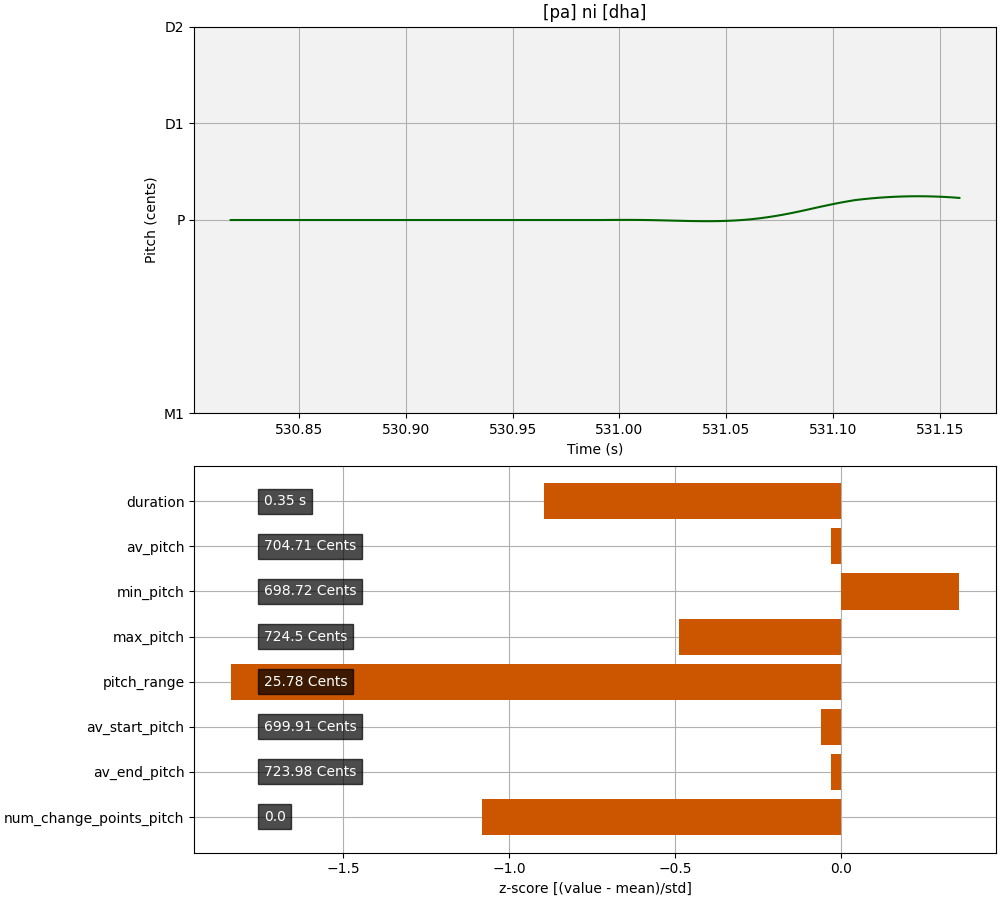 [pa] ni [dha]
D2
D1
P
M1
Pitch (cents)
530.85 530.90 530.95 531.00 531.05 531.10 531.15
Time (s)
duration 0.35 s
av_pitch 704.71 Cents
min_pitch 698.72 Cents
max_pitch 724.5 Cents
pitch_range 25.78 Cents
av_start_pitch 699.91 Cents
av_end_pitch 723.98 Cents
num_change_points_pitch 0.0
−1.5 −1.0 −0.5 0.0
z-score [(value - mean)/std]